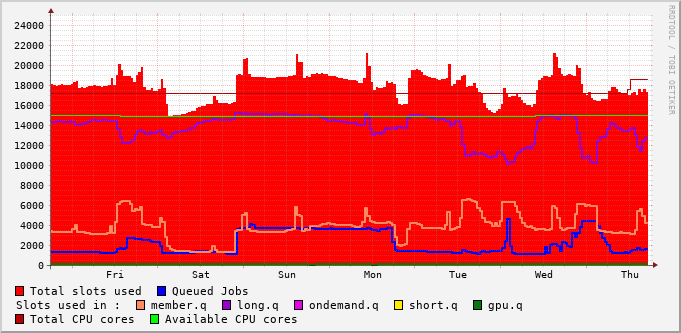 RRDTOOL / TOBI OETIKER
24000
22000
20000
18000
16000
14000
12000
10000
8000
6000
4000
2000
0
Fri Sat Sun Mon Tue Wed Thu
Total slots used Queued Jobs
Slots used in : member.q long.q ondemand.q short.q gpu.q
Total CPU cores Available CPU cores